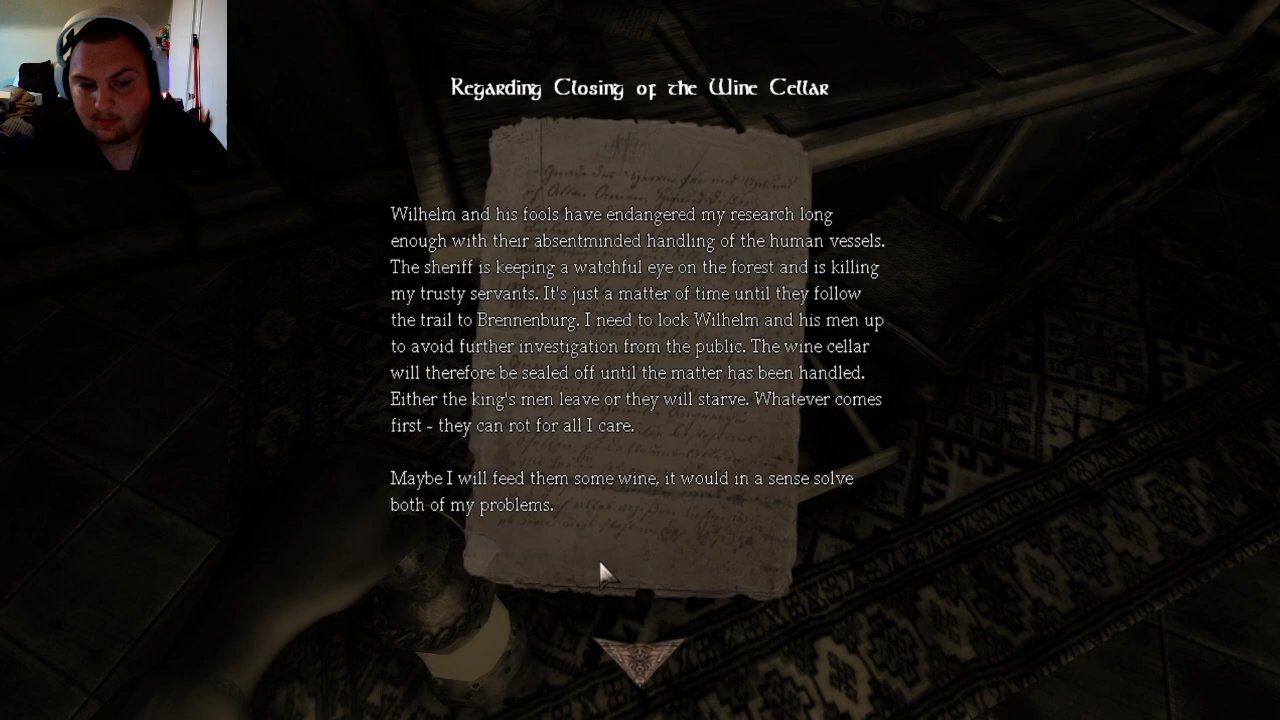 Regarding Closing of the Wine Cellar
Wilhelm and his fools have endangered my research long
enough with their absentminded handling of the human vessels.
The sheriff is keeping a watchful eye on the forest and is killing
my trusty servants. It's just a matter of time until they follow
the trail to Brennenburg. I need to lock Wilhelm and his men up
to avoid further investigation from the public. The wine cellar
will therefore be sealed off until the matter has been handled.
Either the king's men leave or they will starve. Whatever comes
first - they can rot for all I care.
Maybe I will feed them some wine, it would in a sense solve
both of my problems.